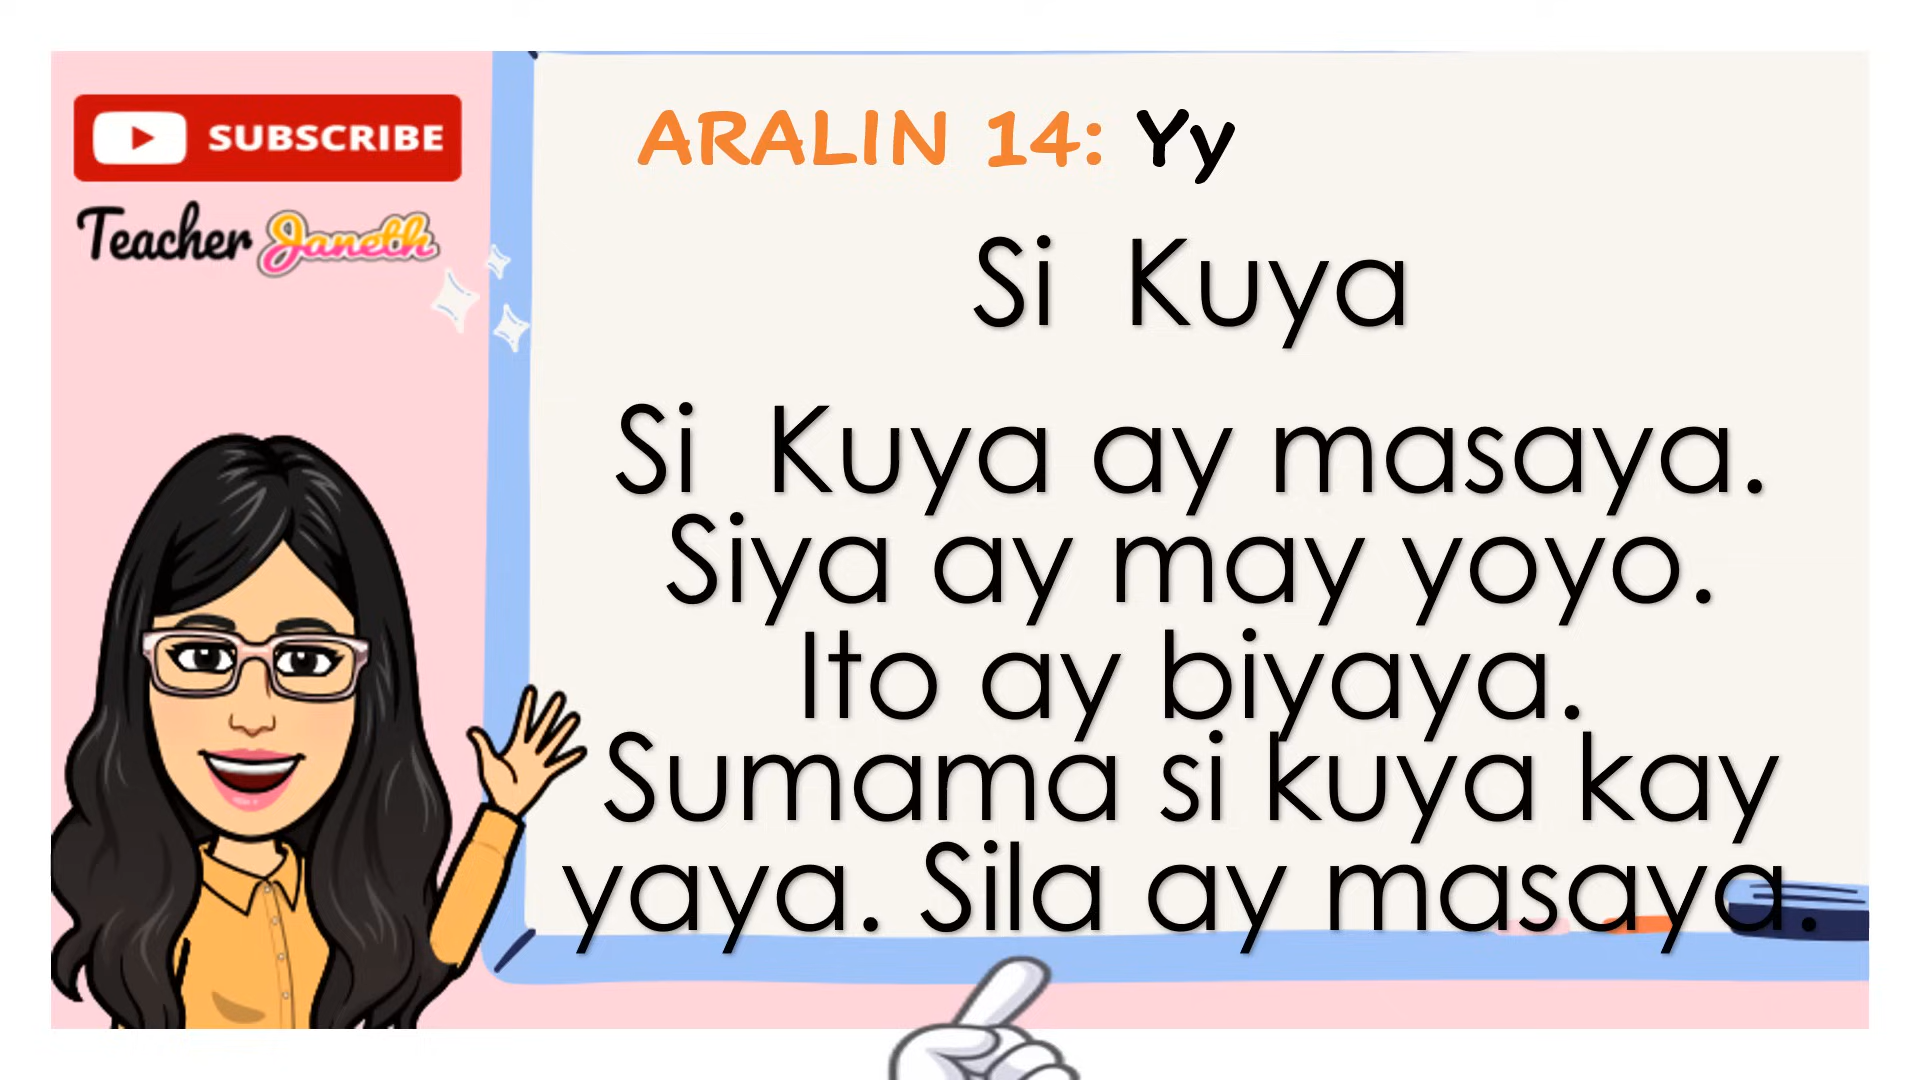 SUBSCRIBE
Teacher Janeth
ARALIN 14: Yy
Si Kuya
Si Kuya ay masaya.
Siya ay may yoyo.
Ito ay biyaya.
Sumama si kuya kay
yaya. Sila ay masaya.